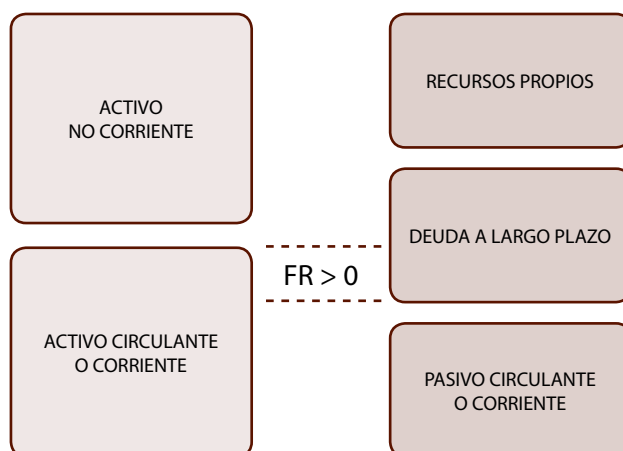 ACTIVO
NO CORRIENTE
RECURSOS PROPIOS
DEUDA A LARGO PLAZO
FR > 0
ACTIVO CIRCULANTE
O CORRIENTE
PASIVO CIRCULANTE
O CORRIENTE